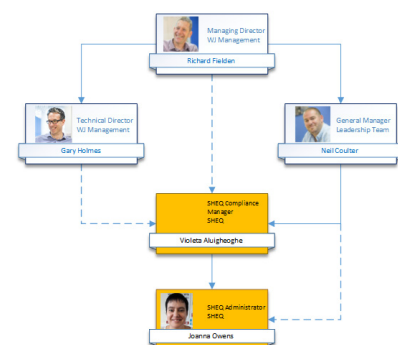 Managing Director
WJ Management
Richard Fielden
Technical Director
WJ Management
Gary Holmes
General Manager
Leadership Team
Neil Coulter
SHEQ Compliance
Manager
SHEQ
Violeta Aluigheoghe
SHEQ Administrator
SHEQ
Joanna Owens